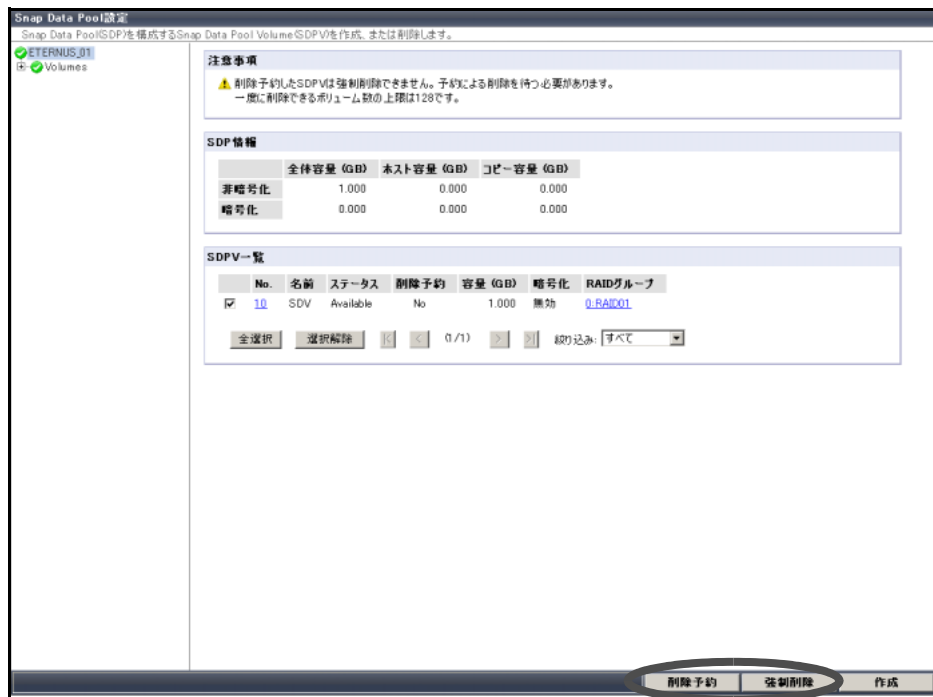 Snap Data Pool設定
Snap Data Pool(SDP)を構成するSnap Data Pool Volume(SDPV)を作成、または削除します。
ETERNUS_01
Volumes
注意事項
削除予約したSDPVは強制削除できません。予約による削除を待つ必要があります。
一度に削除できるボリューム数の上限は128です。
SDP情報
全体容量 (GB) ホスト容量 (GB) コピー容量 (GB)
非暗号化 1.000 0.000 0.000
暗号化 0.000 0.000 0.000
SDPV一覧
No. 名前 ステータス 削除予約 容量 (GB) 暗号化 RAIDグループ
10 SDV Available No 1.000 無効 0:RAID01
全選択 選択解除 K < (1/1) > >| 絞り込み: すべて
削除予約 強制削除 作成